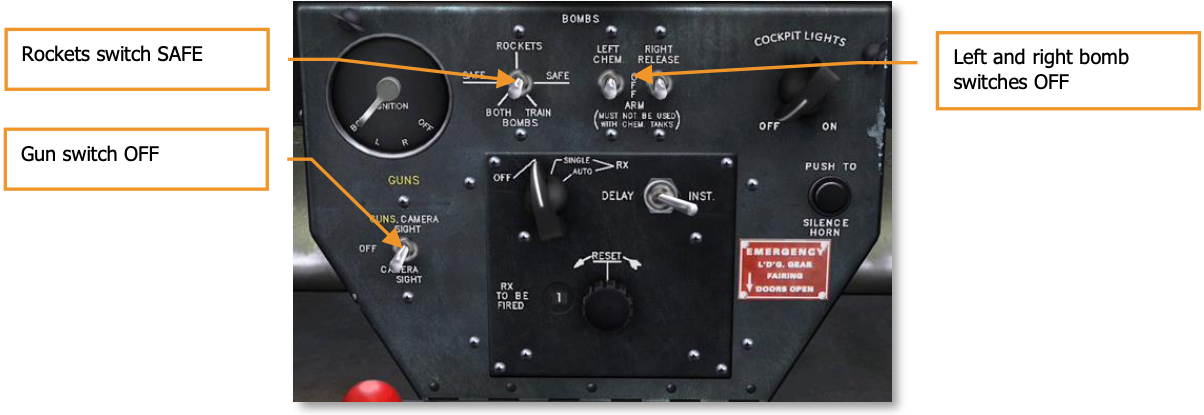 Rockets switch SAFE
Gun switch OFF
Left and right bomb
switches OFF
BOMBS
ROCKETS
SAFE
SAFE
BOTH TRAIN
BOMBS
LEFT
CHEM.
RIGHT
RELEASE
OFF
ARM
(MUST NOT BE USED
WITH CHEM. TANKS)
COCKPIT LIGHTS
OFF
ON
IGNITION
B
L
R
OFF
GUNS
GUNS, CAMERA
SIGHT
OFF
CAMERA
SIGHT
OFF
SINGLE
AUTO
RX
DELAY
INST.
RESET
RX
TO BE
FIRED
1
PUSH TO
SILENCE
HORN
EMERGENCY
L'D'G. GEAR
FAIRING
DOORS OPEN